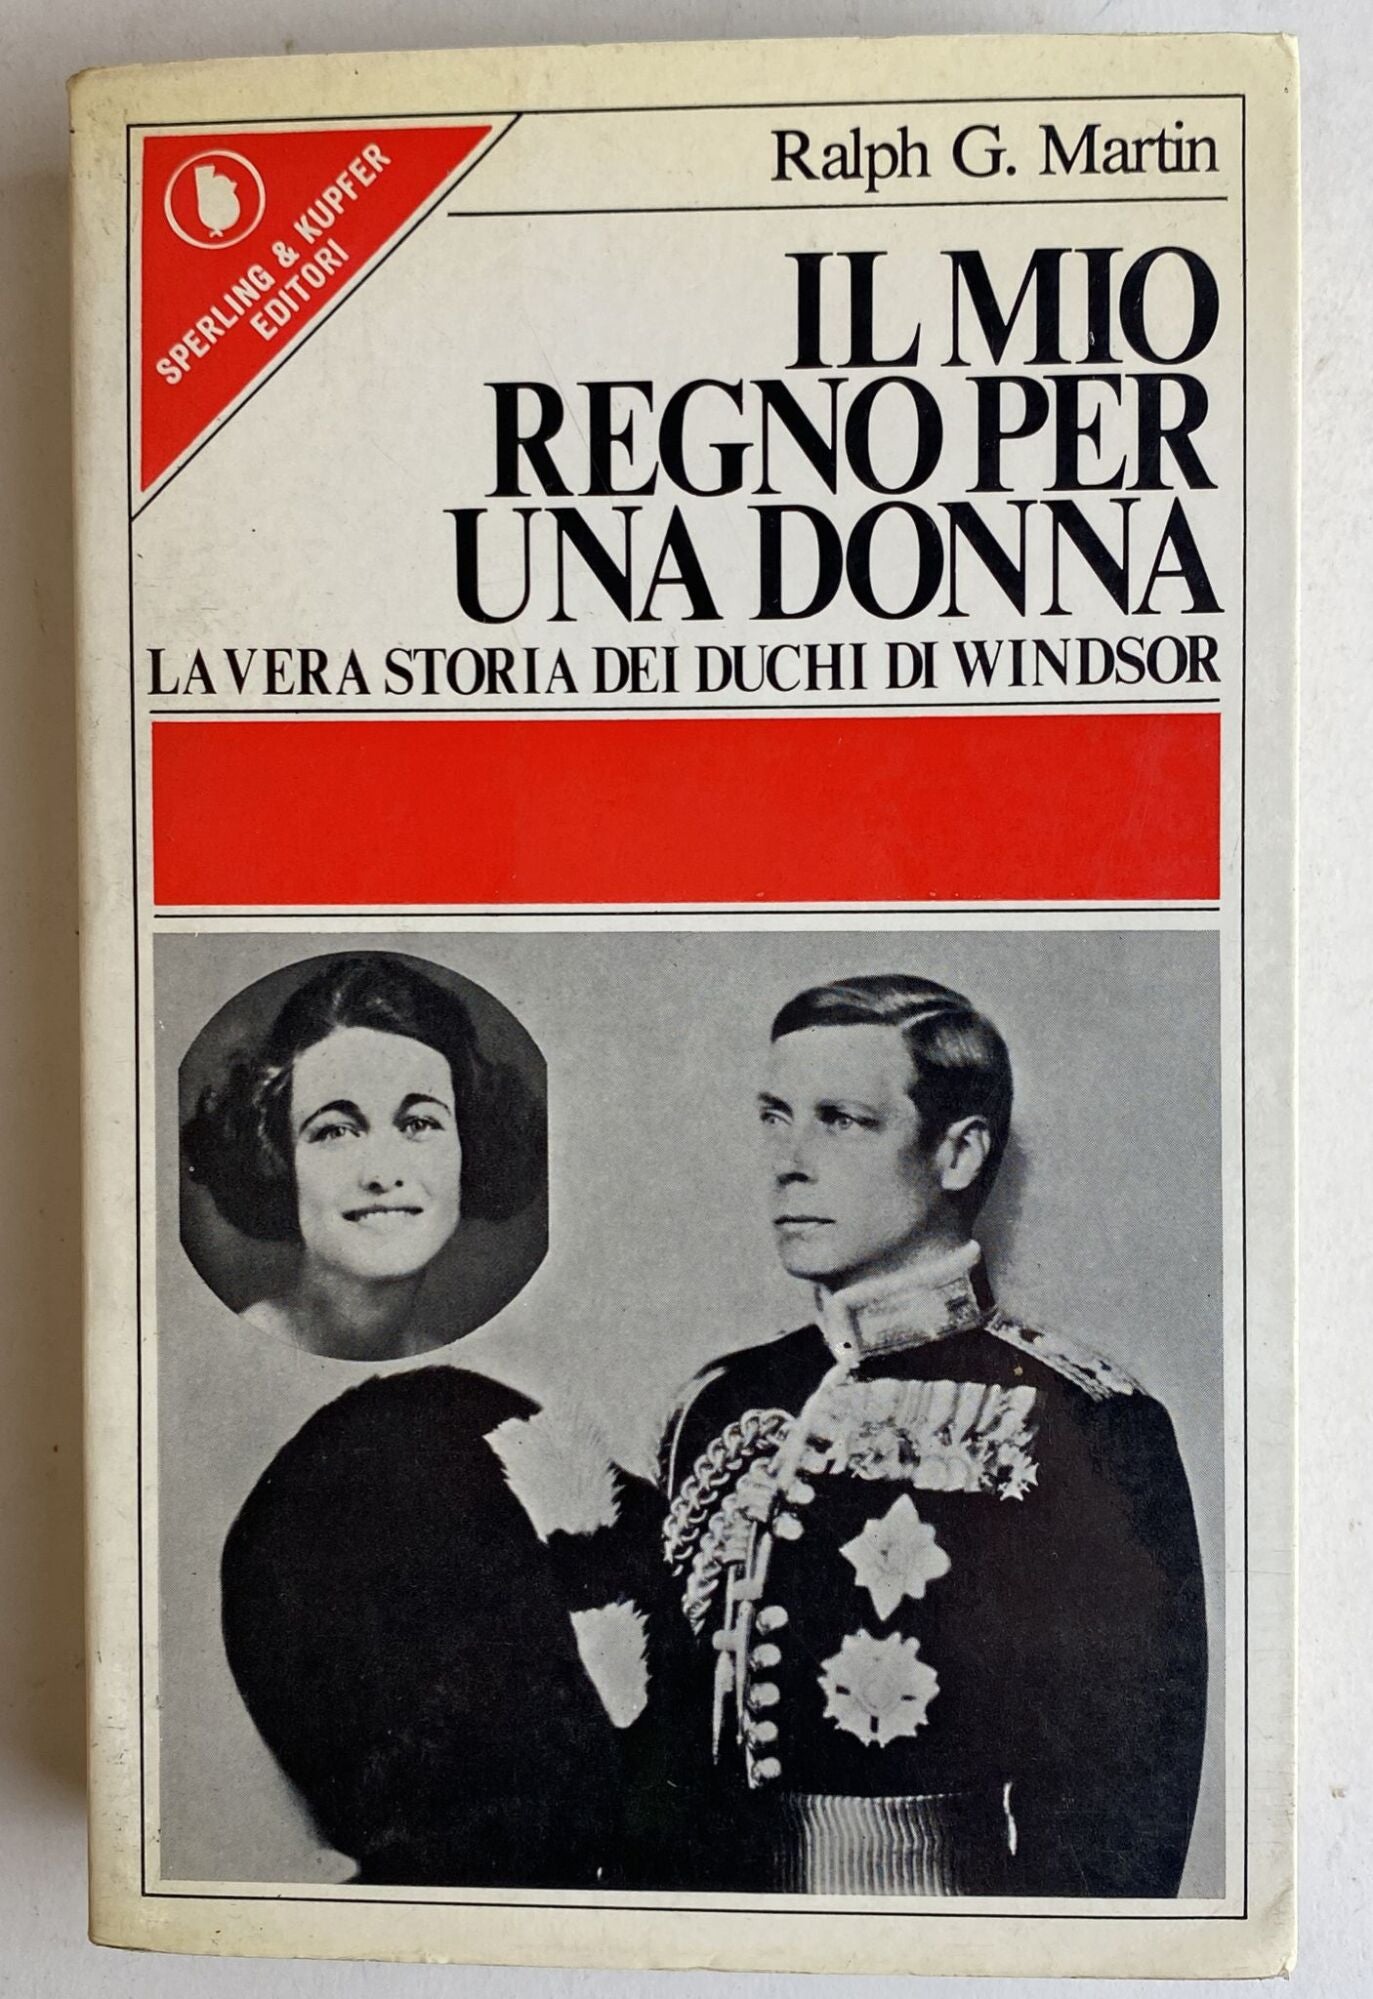 SPERLING & KUPFER
EDITORI
Ralph G. Martin
IL MIO
REGNO PER
UNA DONNA
LA VERA STORIA DEI DUCHI DI WINDSOR